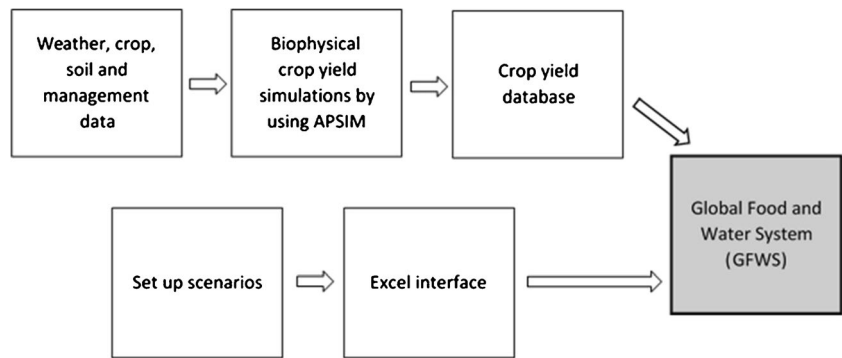 Weather, crop,
soil and
management
data
Biophysical
crop yield
simulations by
using APSIM
Crop yield
database
Global Food and
Water System
(GFWS)
Set up scenarios
Excel interface